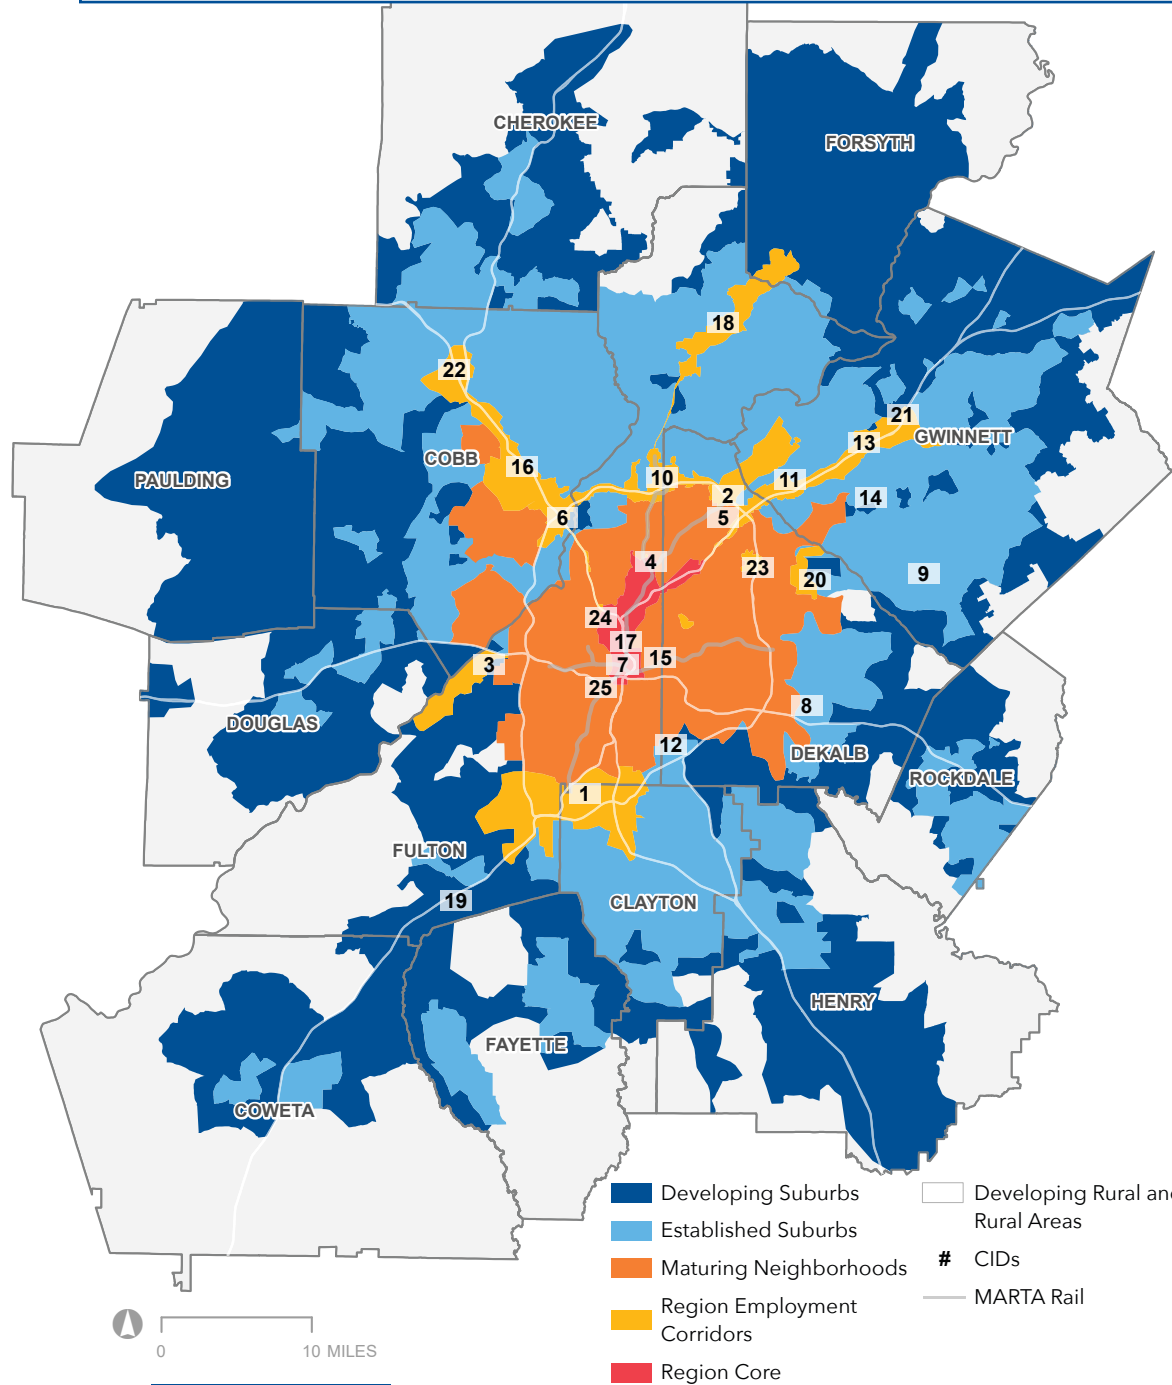 CHEROKEE
FORSYTH
18
22
21
13
GWINNETT
COBB
16
10
11
PAULDING
2
14
6
5
4
23
20
9
24
17
15
3
7
25
8
DOUGLAS
12
DEKALB
ROCKDALE
1
FULTON
19
CLAYTON
HENRY
FAYETTE
COWETA
Developing Suburbs
Established Suburbs
Maturing Neighborhoods
Region Employment
Corridors
Region Core
Developing Rural and
Rural Areas
# CIDs
MARTA Rail
0 10 MILES